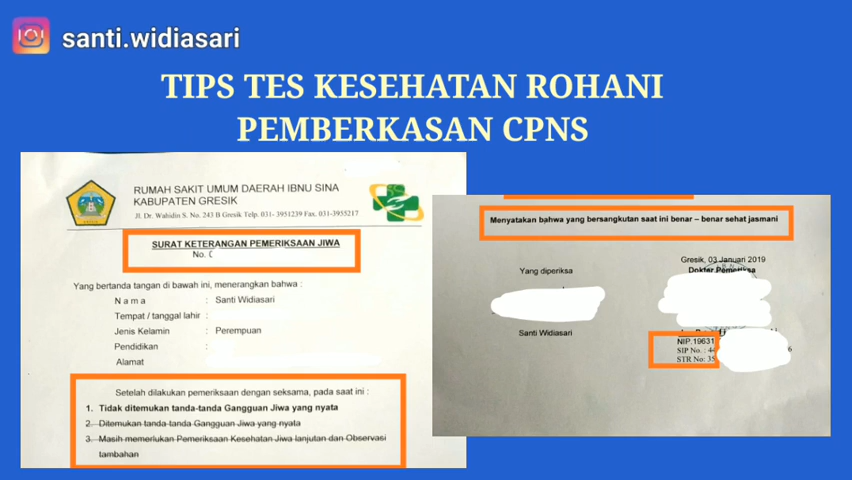 santi.widiasari
TIPS TES KESEHATAN ROHANI
PEMBERKASAN CPNS
RUMAH SAKIT UMUM DAERAH IBNU SINA
KABUPATEN GRESIK
Jl. Dr. Wahidin S. No. 243 B Gresik Telp. 031- 3951239 Fax. 031-3955217
SURAT KETERANGAN PEMERIKSAAN JIWA
No.
Yang bertanda tangan di bawah ini, menerangkan bahwa :
Nama : Santi Widiasari
Tempat / tanggal lahir :
Jenis Kelamin : Perempuan
Pendidikan :
Alamat
Setelah dilakukan pemeriksaan dengan seksama, pada saat ini :
1. Tidak ditemukan tanda-tanda Gangguan Jiwa yang nyata
2. Ditemukan tanda-tanda Gangguan Jiwa yang nyata
3. Masih memerlukan Pemeriksaan Kesehatan Jiwa lanjutan dan Observasi
tambahan
Menyatakan bahwa yang bersangkutan saat ini benar – benar sehat jasmani
Gresik, 03 Januari 2019
Yang diperiksa
Dokter Pemeriksa
Santi Widiasari
NIP.19631
SIP No. : 44
STR No: 35